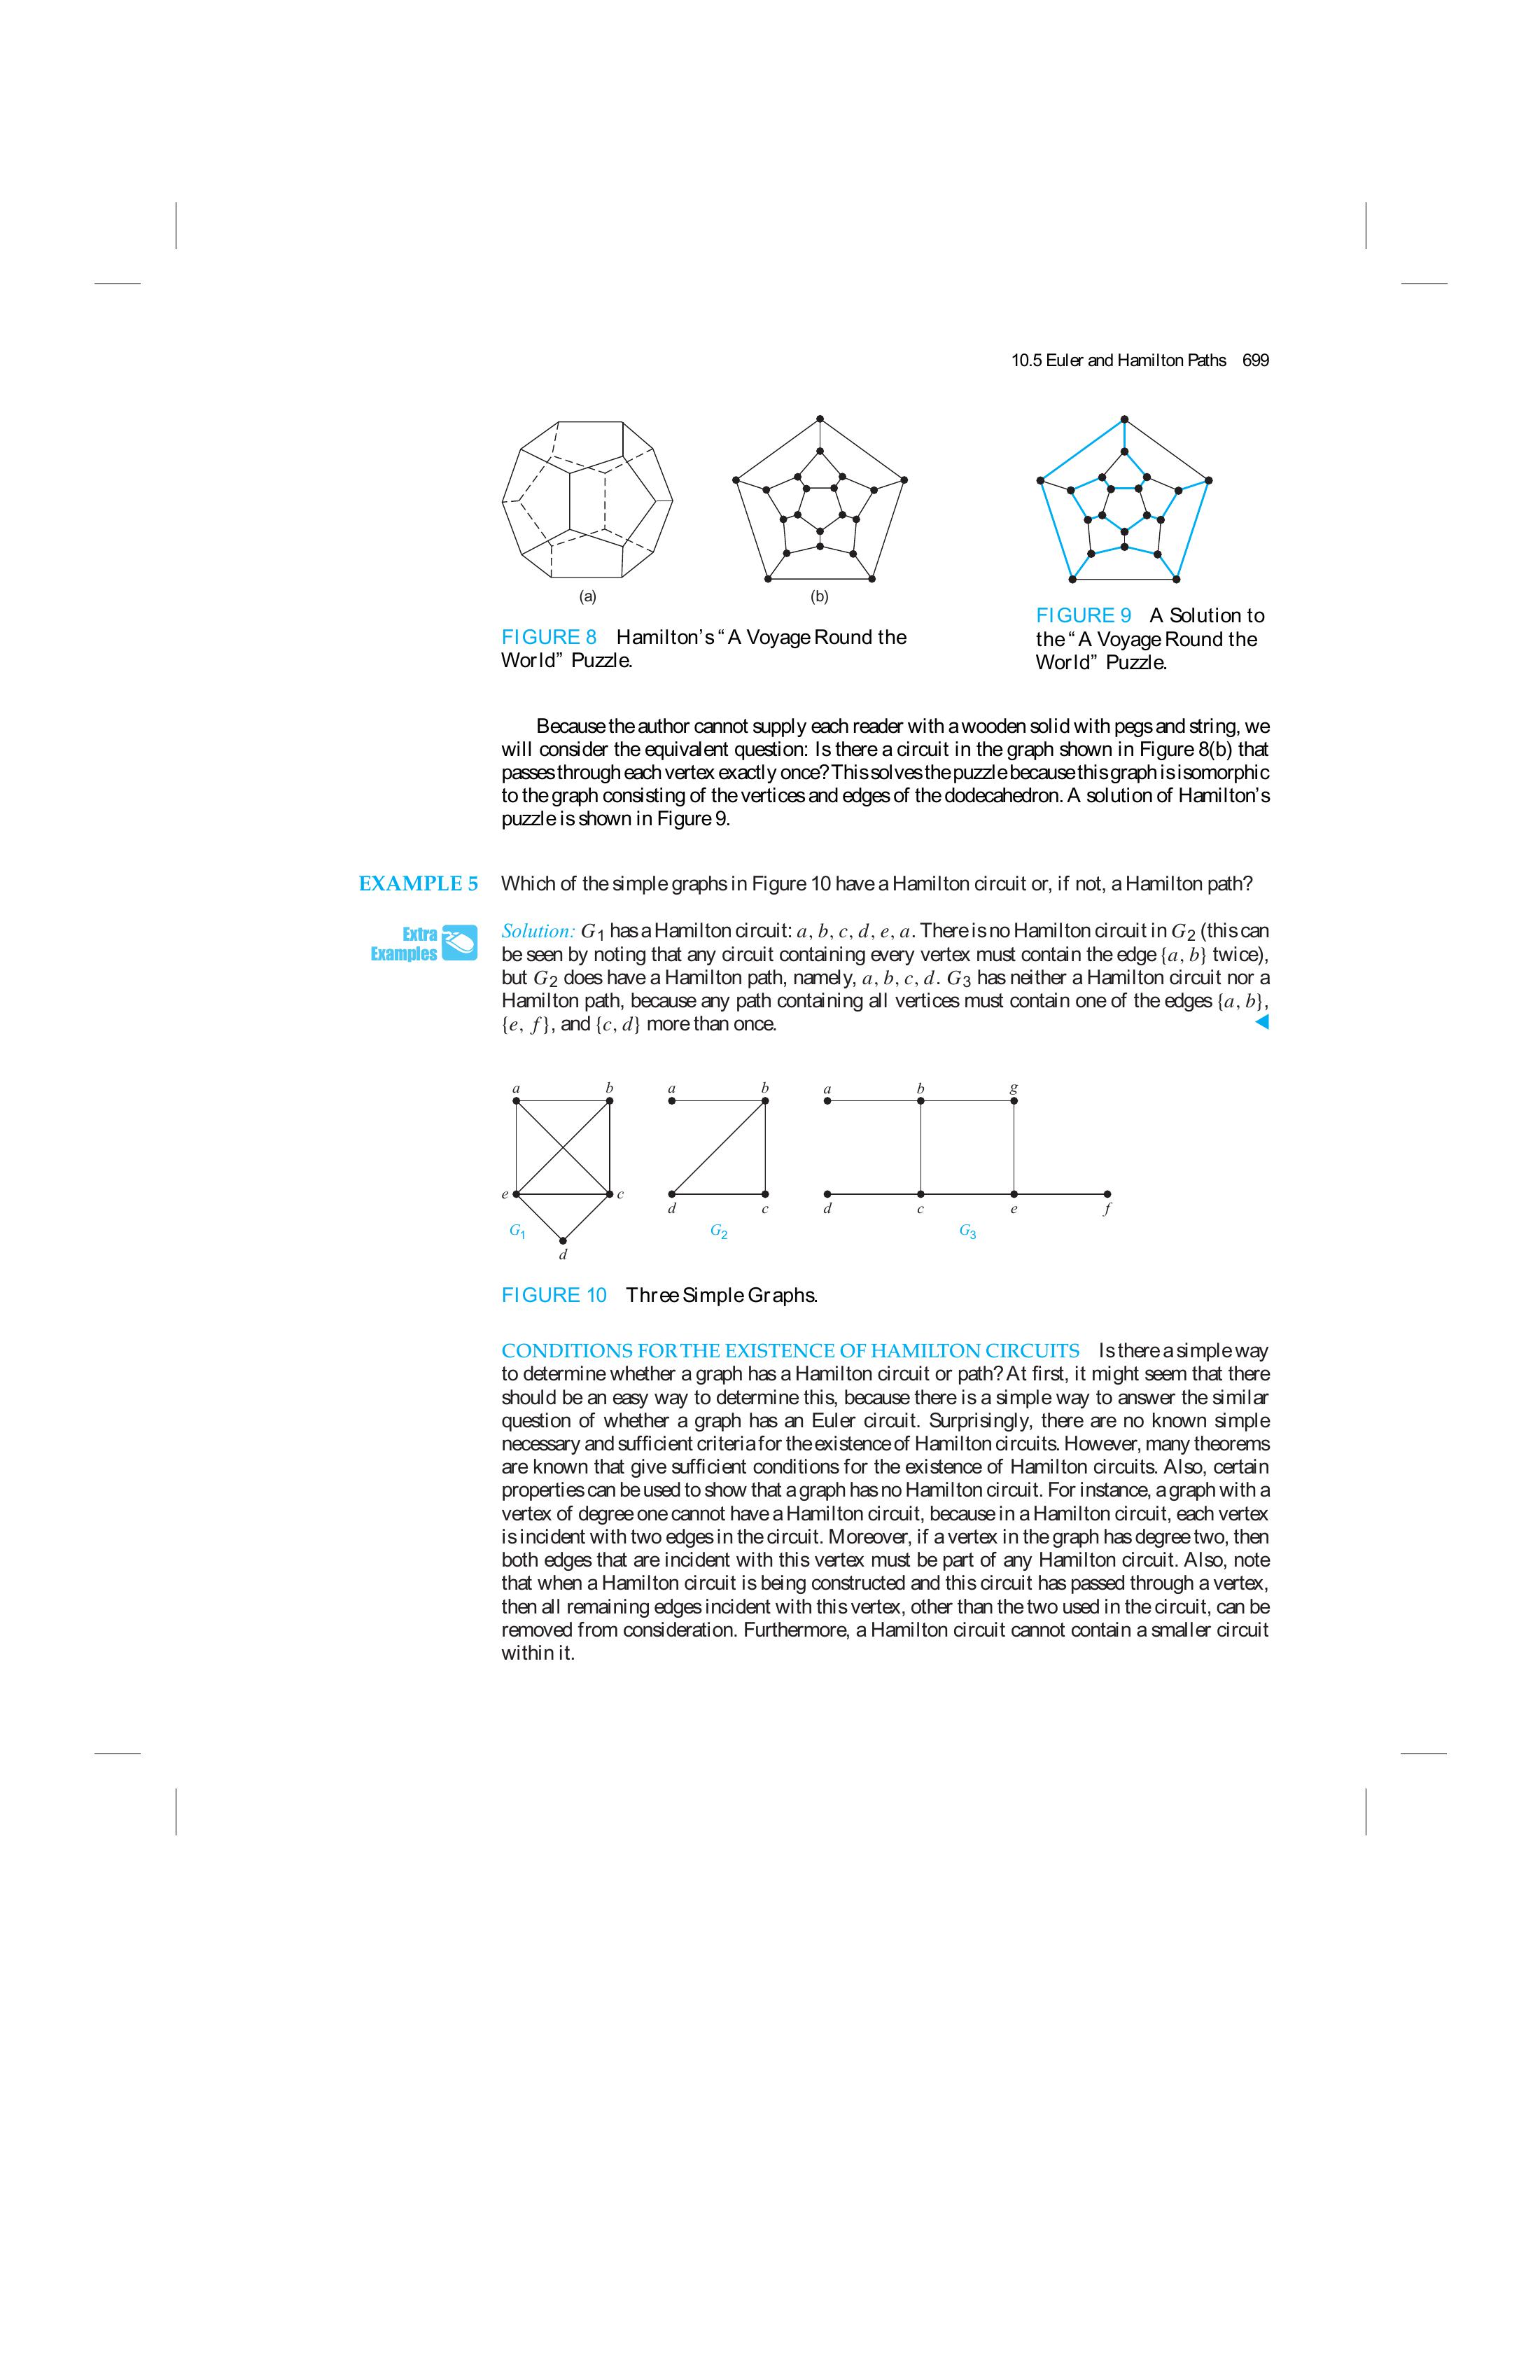 10.5 Euler and Hamilton Paths 699
(a)
(b)
FIGURE 8 Hamilton's “A Voyage Round the
World” Puzzle.
FIGURE 9 A Solution to
the “A Voyage Round the
World” Puzzle.
Because the author cannot supply each reader with a wooden solid with pegs and string, we
will consider the equivalent question: Is there a circuit in the graph shown in Figure 8(b) that
passes through each vertex exactly once? This solves the puzzle because this graph is isomorphic
to the graph consisting of the vertices and edges of the dodecahedron. A solution of Hamilton's
puzzle is shown in Figure 9.
EXAMPLE 5 Which of the simple graphs in Figure 10 have a Hamilton circuit or, if not, a Hamilton path?
Extra
Examples
Solution: G1 has a Hamilton circuit: a, b, c, d, e, a. There is no Hamilton circuit in G2 (this can
be seen by noting that any circuit containing every vertex must contain the edge {a, b} twice),
but G2 does have a Hamilton path, namely, a, b, c, d. G3 has neither a Hamilton circuit nor a
Hamilton path, because any path containing all vertices must contain one of the edges {a, b},
{e, f}, and {c, d} more than once.
a b a b a b g
e c
d c d c e f
G1 G2 G3
d
FIGURE 10 Three Simple Graphs.
CONDITIONS FOR THE EXISTENCE OF HAMILTON CIRCUITS Is there a simple way
to determine whether a graph has a Hamilton circuit or path? At first, it might seem that there
should be an easy way to determine this, because there is a simple way to answer the similar
question of whether a graph has an Euler circuit. Surprisingly, there are no known simple
necessary and sufficient criteria for the existence of Hamilton circuits. However, many theorems
are known that give sufficient conditions for the existence of Hamilton circuits. Also, certain
properties can be used to show that a graph has no Hamilton circuit. For instance, a graph with a
vertex of degree one cannot have a Hamilton circuit, because in a Hamilton circuit, each vertex
is incident with two edges in the circuit. Moreover, if a vertex in the graph has degree two, then
both edges that are incident with this vertex must be part of any Hamilton circuit. Also, note
that when a Hamilton circuit is being constructed and this circuit has passed through a vertex,
then all remaining edges incident with this vertex, other than the two used in the circuit, can be
removed from consideration. Furthermore, a Hamilton circuit cannot contain a smaller circuit
within it.